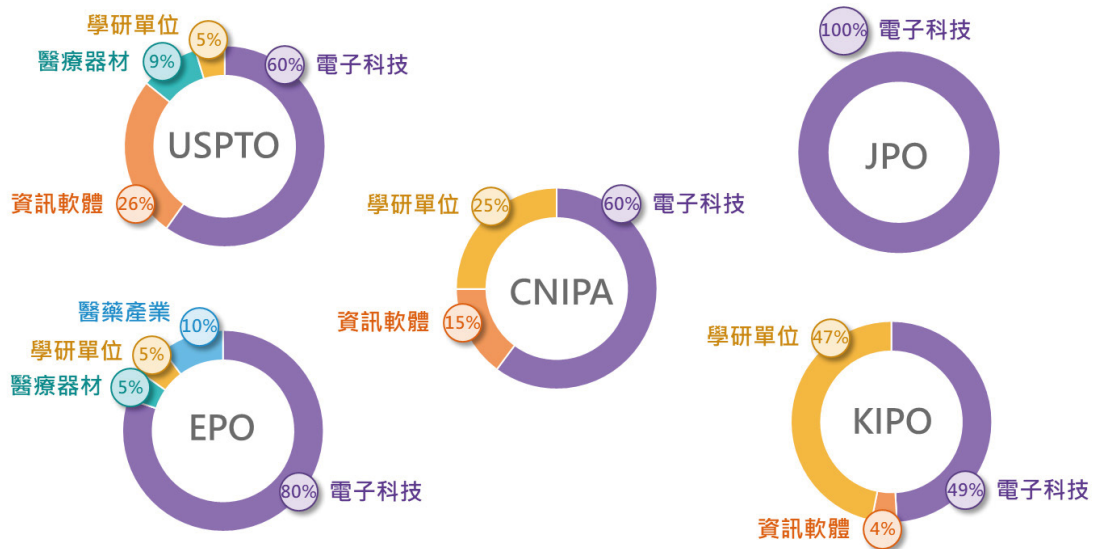 學研單位
5%
醫療器材
9%
60%
電子科技
USPTO
資訊軟體
26%
100%
電子科技
JPO
學研單位
25%
60%
電子科技
CNIPA
資訊軟體
15%
醫藥產業
10%
學研單位
5%
醫療器材
5%
EPO
80%
電子科技
學研單位
47%
KIPO
49%
電子科技
資訊軟體
4%